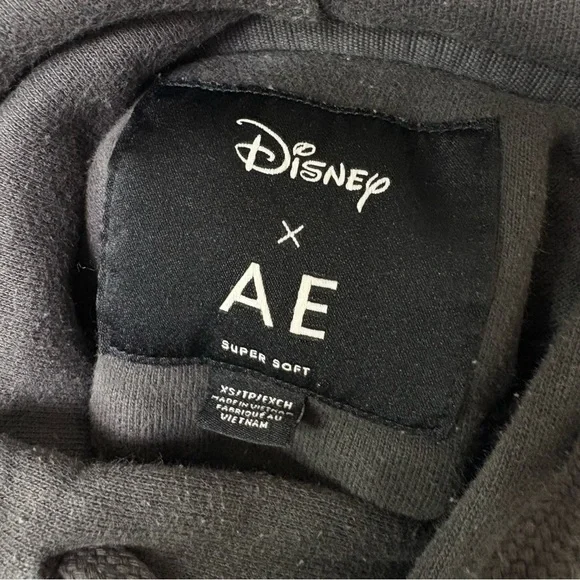 Disney
×
AE
SUPER SOFT
XS/TP/EXCH
MADE IN VIETNAM
FABRIQUÉ AU
VIETNAM